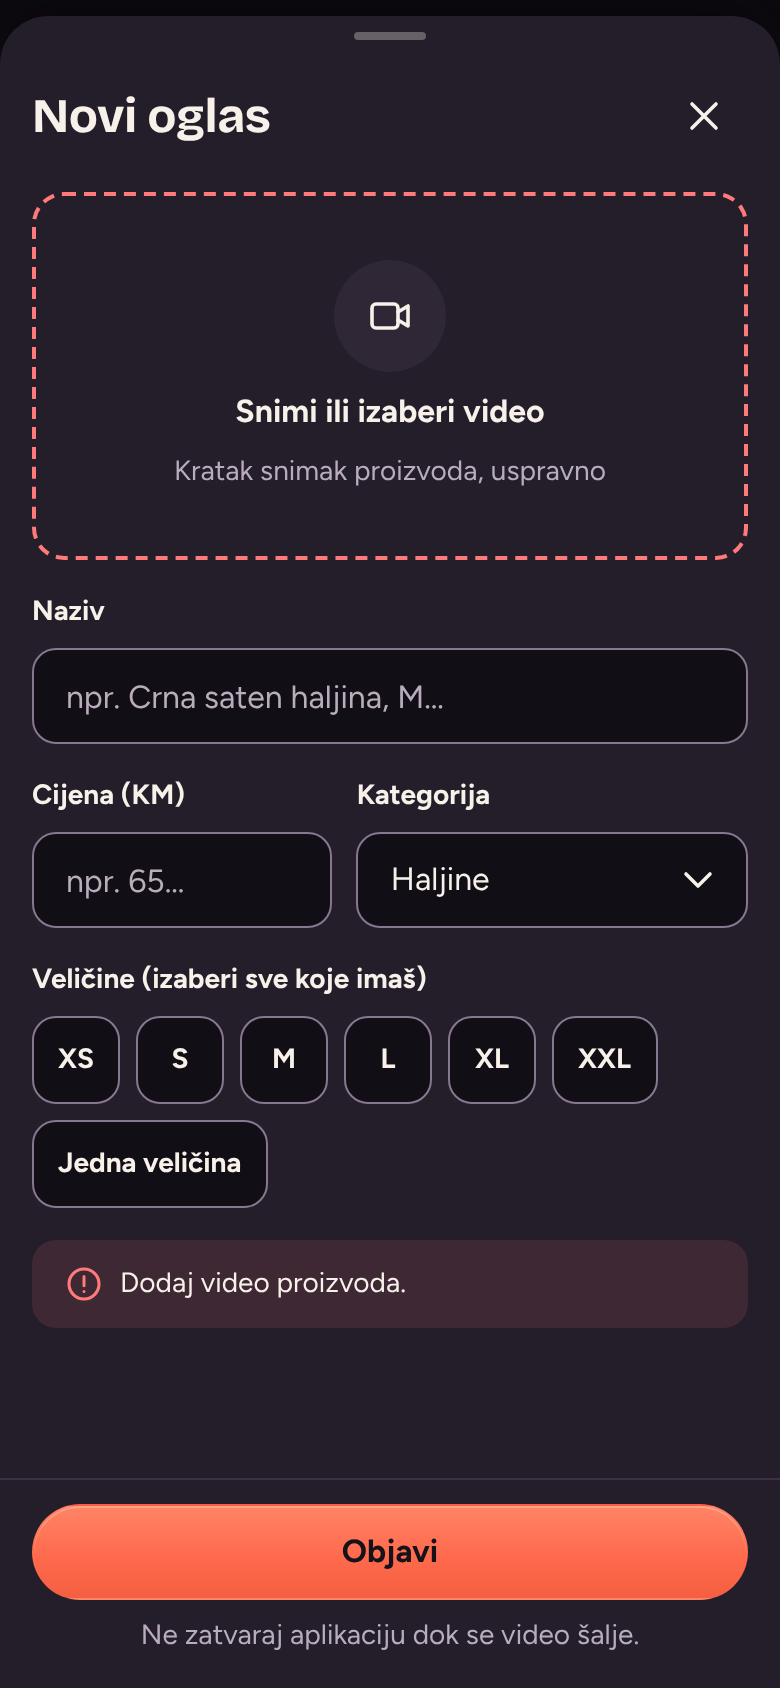 Novi oglas
Snimi ili izaberi video
Kratak snimak proizvoda, uspravno
Naziv
npr. Crna saten haljina, M...
Cijena (KM) Kategorija
npr. 65... Haljine
Veličine (izaberi sve koje imaš)
XS S M L XL XXL
Jedna veličina
Dodaj video proizvoda.
Objavi
Ne zatvaraj aplikaciju dok se video šalje.